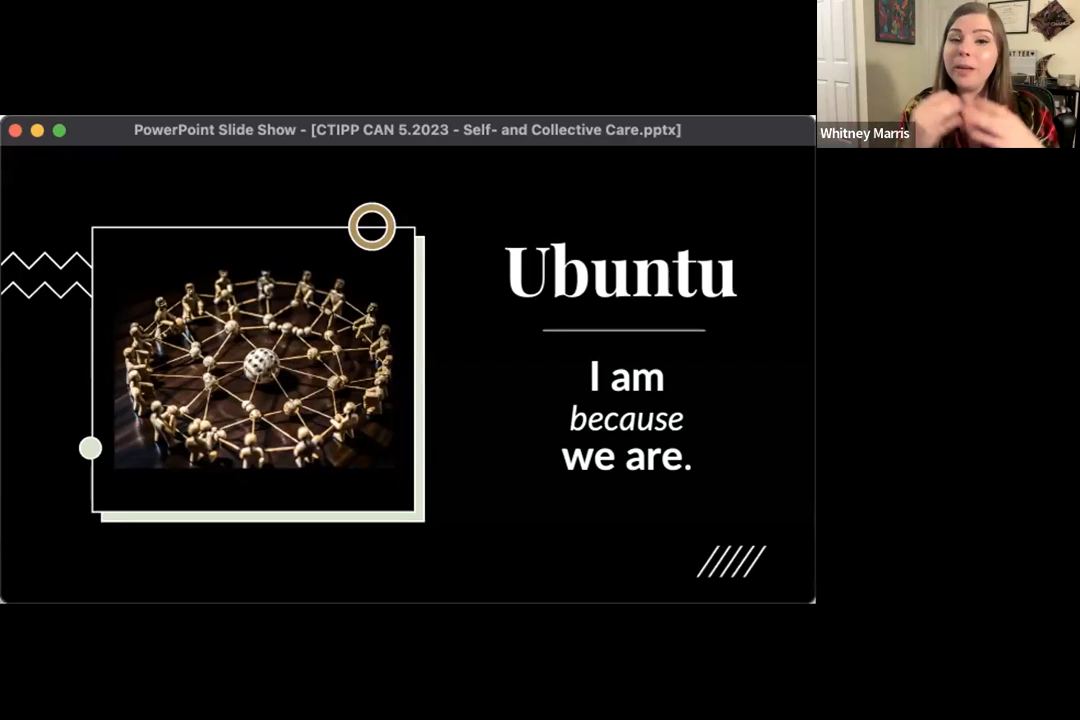 PowerPoint Slide Show - [CTIPP CAN 5.2023 - Self- and Collective Care.pptx]
Whitney Marris
Ubuntu
I am
because
we are.